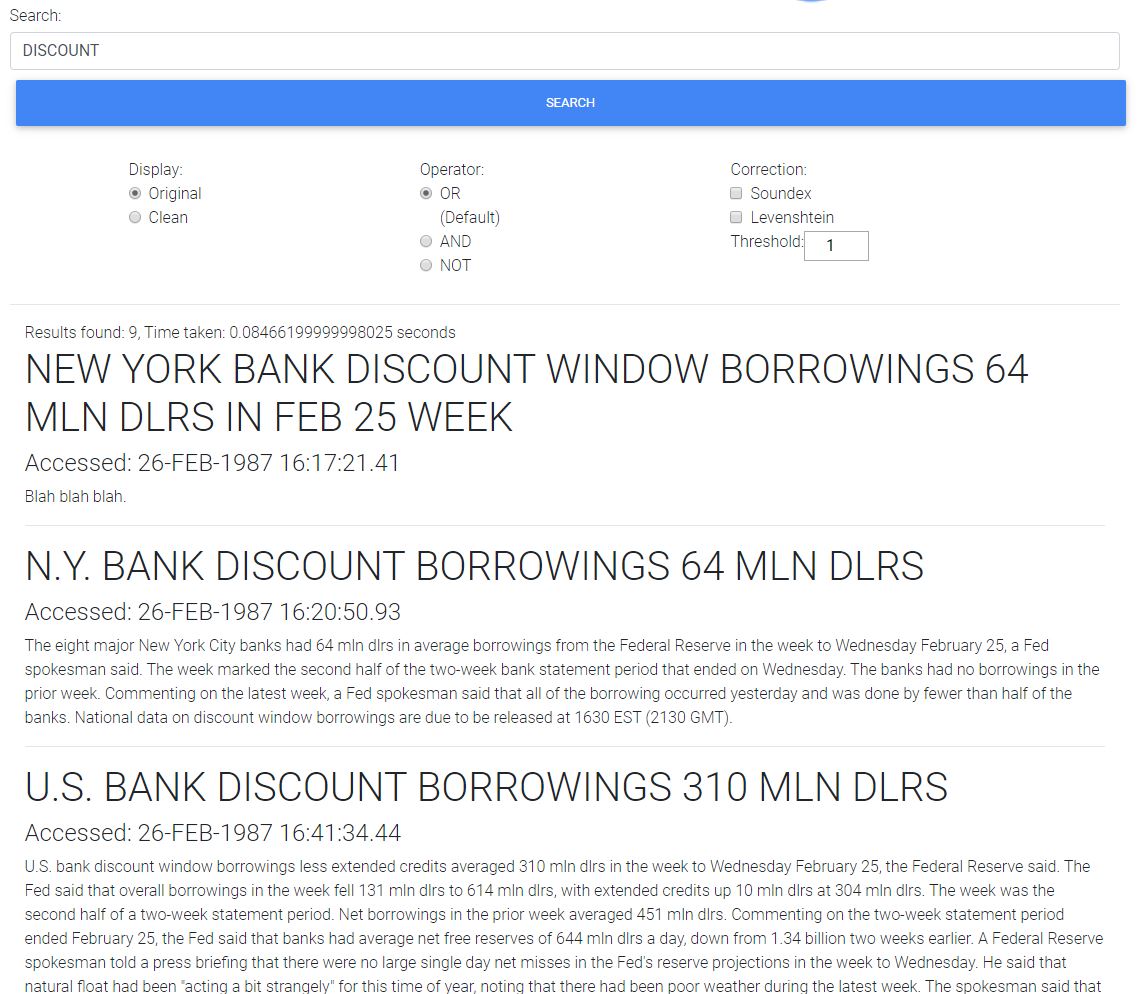 Search:
DISCOUNT
SEARCH
Display:
Original
Clean
Operator:
OR
(Default)
AND
NOT
Correction:
Soundex
Levenshtein
Threshold: 1
Results found: 9, Time taken: 0.08466199999998025 seconds
NEW YORK BANK DISCOUNT WINDOW BORROWINGS 64
MLN DLRS IN FEB 25 WEEK
Accessed: 26-FEB-1987 16:17:21.41
Blah blah blah.
N.Y. BANK DISCOUNT BORROWINGS 64 MLN DLRS
Accessed: 26-FEB-1987 16:20:50.93
The eight major New York City banks had 64 mln dlrs in average borrowings from the Federal Reserve in the week to Wednesday February 25, a Fed
spokesman said. The week marked the second half of the two-week bank statement period that ended on Wednesday. The banks had no borrowings in the
prior week. Commenting on the latest week, a Fed spokesman said that all of the borrowing occurred yesterday and was done by fewer than half of the
banks. National data on discount window borrowings are due to be released at 1630 EST (2130 GMT).
U.S. BANK DISCOUNT BORROWINGS 310 MLN DLRS
Accessed: 26-FEB-1987 16:41:34.44
U.S. bank discount window borrowings less extended credits averaged 310 mln dlrs in the week to Wednesday February 25, the Federal Reserve said. The
Fed said that overall borrowings in the week fell 131 mln dlrs to 614 mln dlrs, with extended credits up 10 mln dlrs at 304 mln dlrs. The week was the
second half of a two-week statement period. Net borrowings in the prior week averaged 451 mln dlrs. Commenting on the two-week statement period
ended February 25, the Fed said that banks had average net free reserves of 644 mln dlrs a day, down from 1.34 billion two weeks earlier. A Federal Reserve
spokesman told a press briefing that there were no large single day net misses in the Fed's reserve projections in the week to Wednesday. He said that
natural float had been "acting a bit strangely" for this time of year, noting that there had been poor weather during the latest week. The spokesman said that